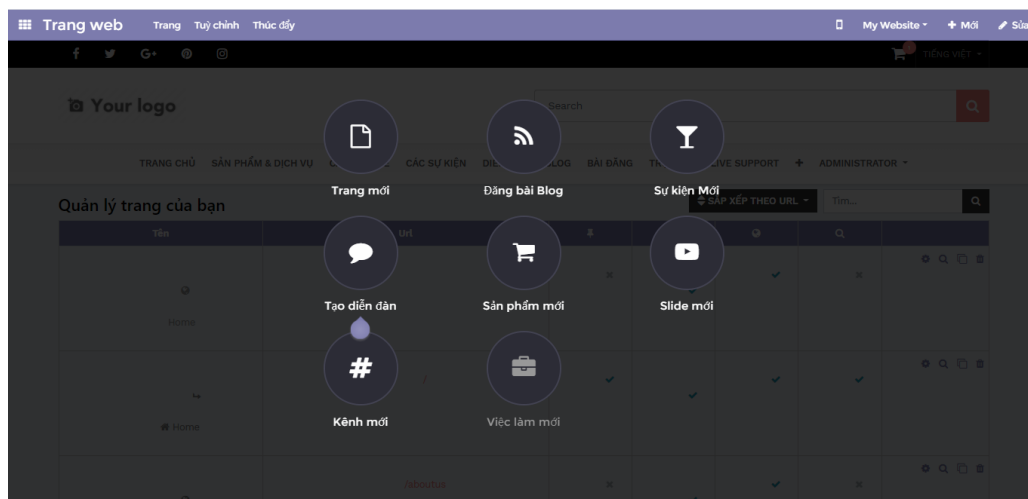 Trang web Trang Tuỳ chỉnh Thúc đẩy My Website Mới Sửa
TIẾNG VIỆT
Your logo Search
TRANG CHỦ SẢN PHẨM & DỊCH VỤ CÁC SỰ KIỆN BÀI ĐĂNG LIVE SUPPORT + ADMINISTRATOR
Trang mới Đăng bài Blog Sự kiện Mới
Quản lý trang của bạn SẮP XẾP THEO URL Tìm...
Tên Url
Tạo diễn đàn Sản phẩm mới Slide mới
Home
/
Kênh mới Việc làm mới
Home
/aboutus